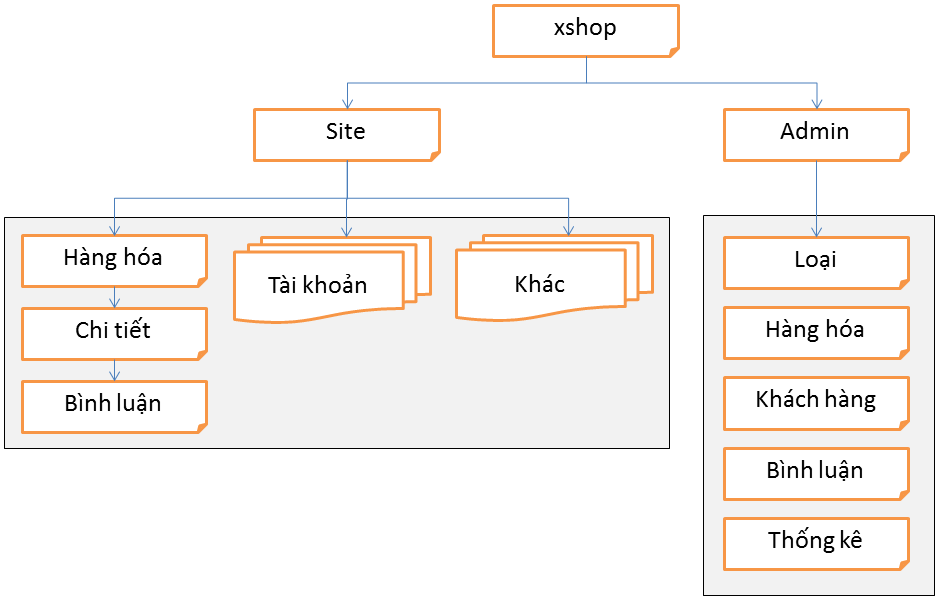 xshop
Site
Admin
Hàng hóa
Chi tiết
Bình luận
Tài khoản
Khác
Loại
Hàng hóa
Khách hàng
Bình luận
Thống kê